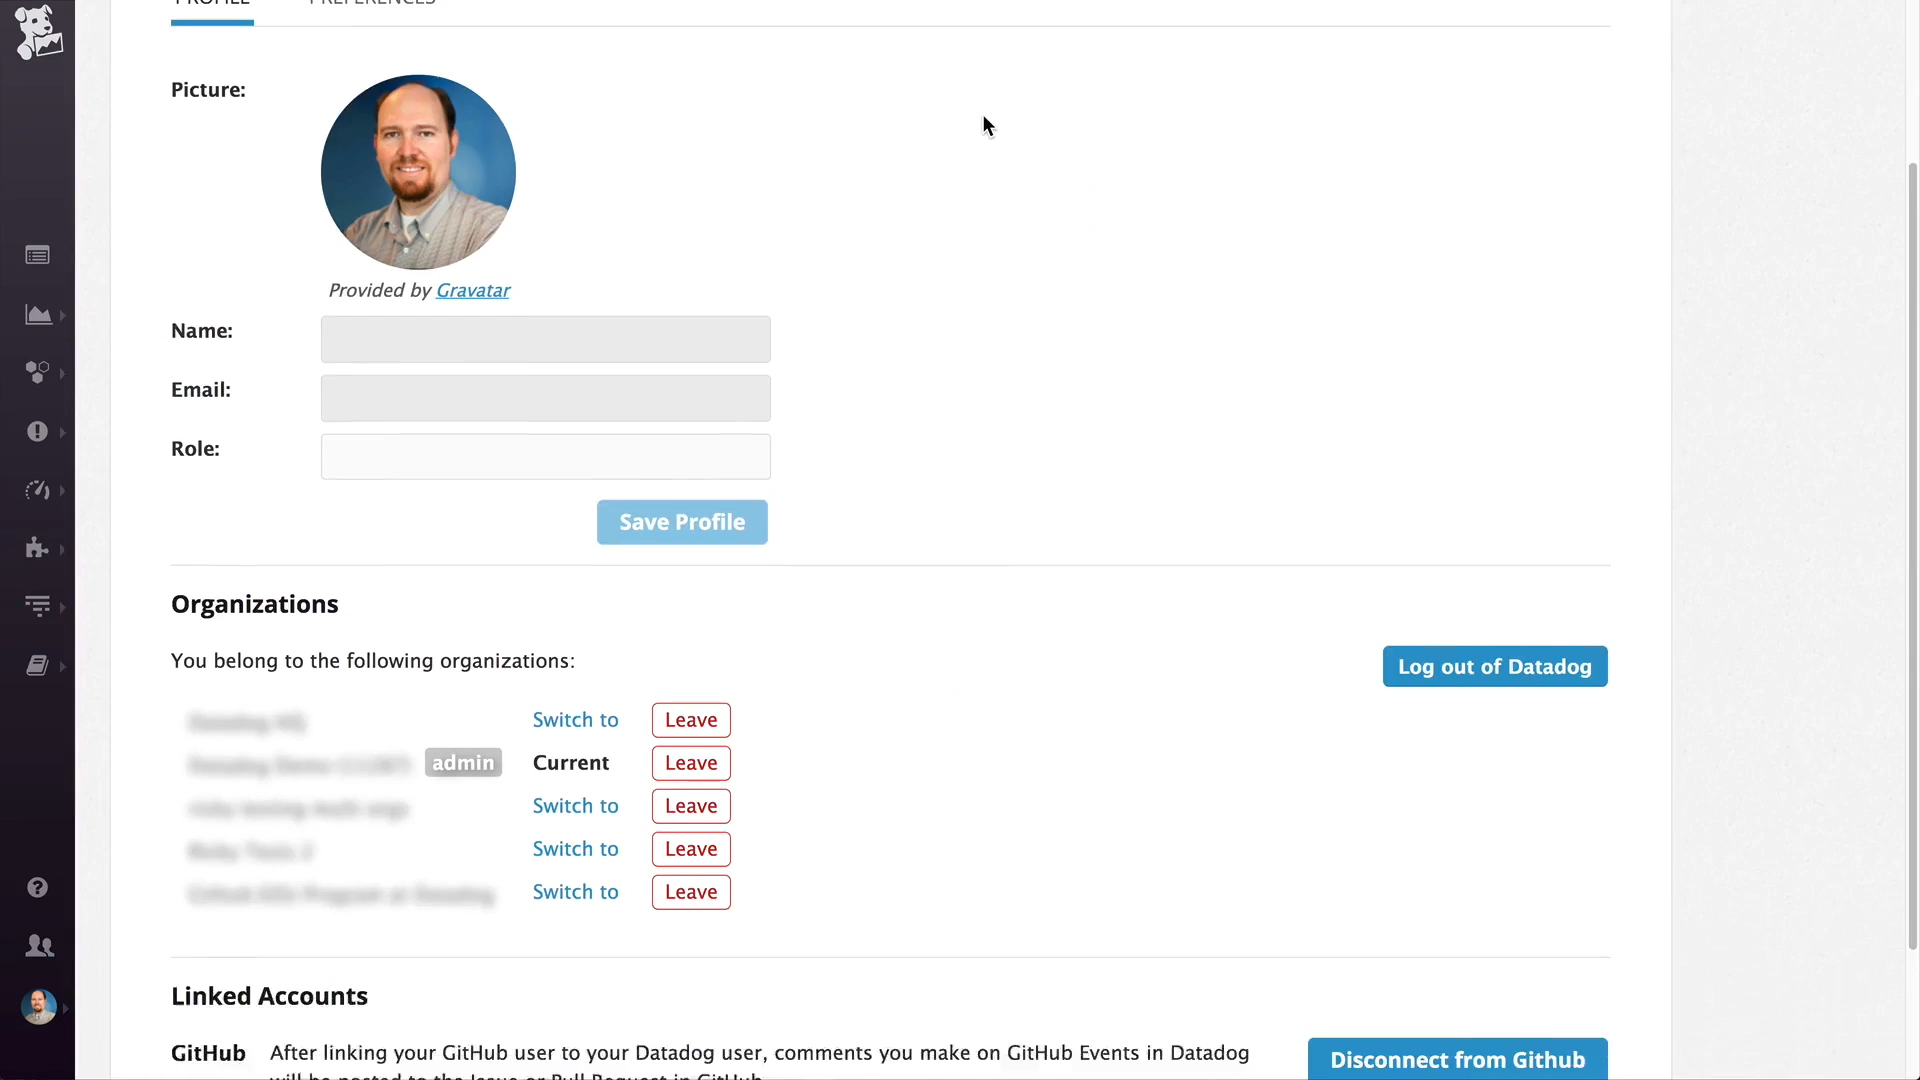 PROFILE PREFERENCES
Picture:
Provided by Gravatar
Name:
Email:
Role:
Save Profile
Organizations
You belong to the following organizations:
Log out of Datadog
Switch to Leave
admin Current Leave
Switch to Leave
Switch to Leave
Switch to Leave
Linked Accounts
GitHub After linking your GitHub user to your Datadog user, comments you make on GitHub Events in Datadog
will be posted to the Issue or Pull Request in GitHub.
Disconnect from Github